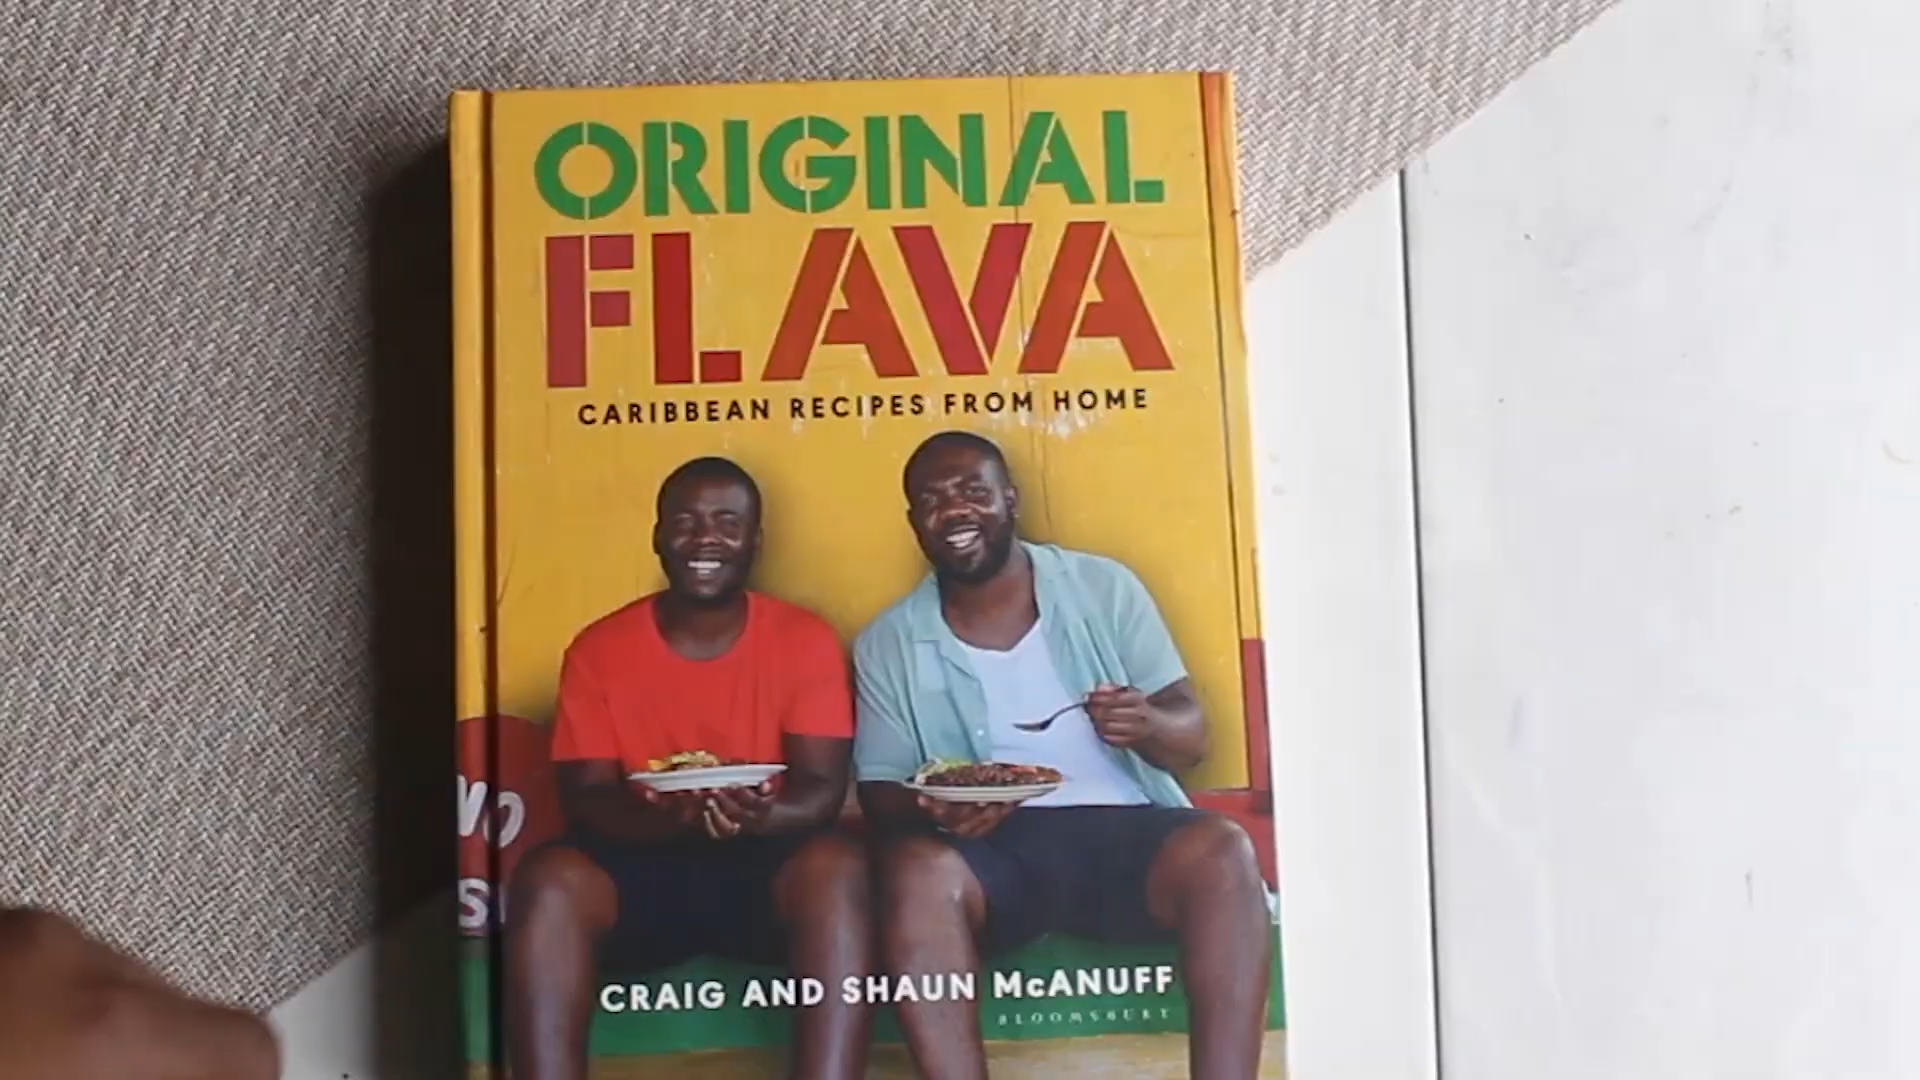 ORIGINAL
FLAVA
CARIBBEAN RECIPES FROM HOME
CRAIG AND SHAUN McANUFF
BLOOMSBURY